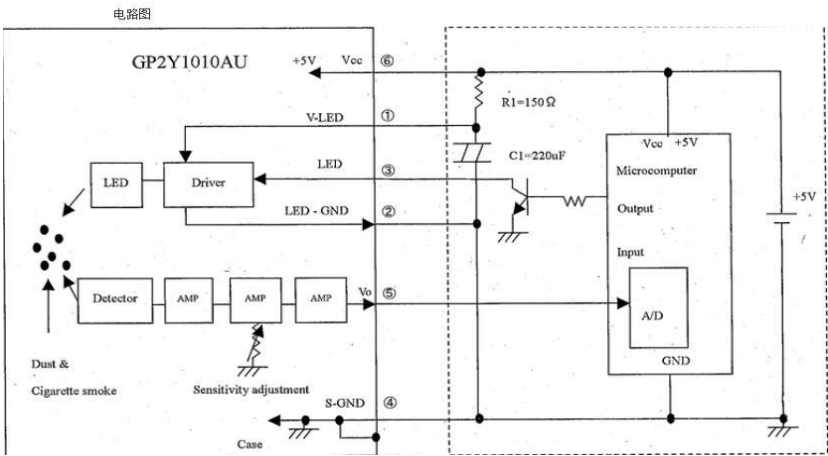 电路图
GP2Y1010AU
+5V Vcc ⑥
V-LED ①
LED ③
LED - GND ②
LED
Driver
Detector
AMP
AMP
AMP
Vo ⑤
Dust &
Cigarette smoke
Sensitivity adjustment
S-GND ④
Case
R1=150Ω
C1=220uF
Vcc +5V
Microcomputer
Output
Input
A/D
GND
+5V